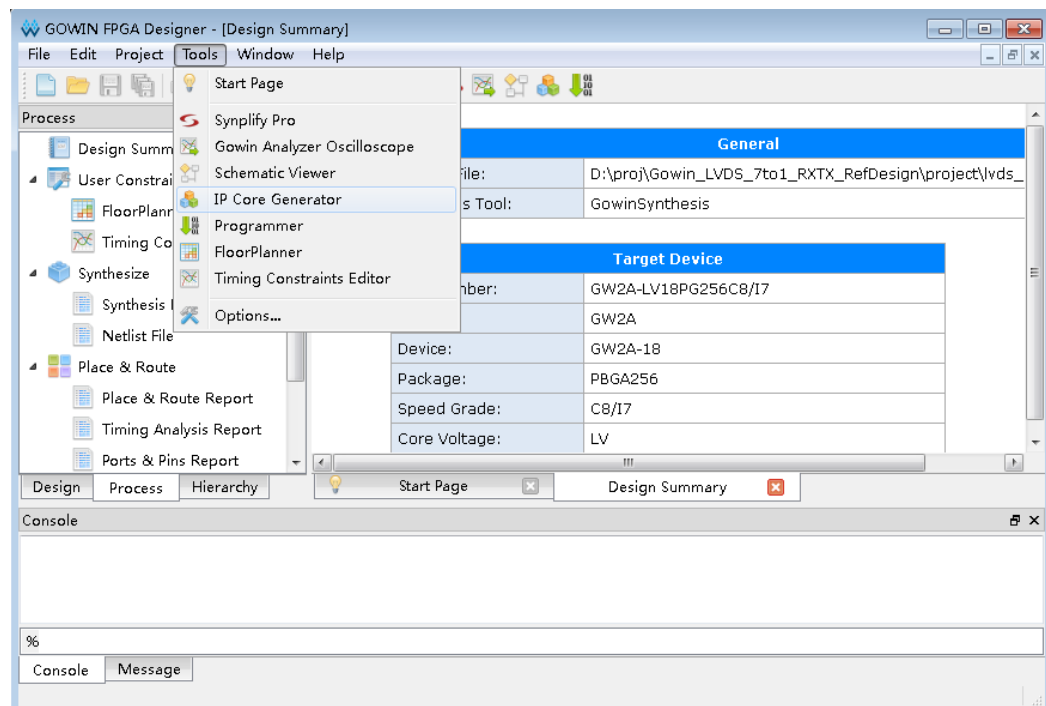 GOWIN FPGA Designer - [Design Summary]
File Edit Project Tools Window Help
Start Page
Synplify Pro
Gowin Analyzer Oscilloscope
Schematic Viewer
IP Core Generator
Programmer
FloorPlanner
Timing Constraints Editor
Options...
Process
Design Summ
User Constrai
FloorPlanr
Timing Co
Synthesize
Synthesis
Netlist File
Place & Route
Place & Route Report
Timing Analysis Report
Ports & Pins Report
Design Process Hierarchy
General
File: D:\proj\Gowin_LVDS_7to1_RXTX_RefDesign\project\lvds_
s Tool: GowinSynthesis
Target Device
nber: GW2A-LV18PG256C8/I7
GW2A
Device: GW2A-18
Package: PBGA256
Speed Grade: C8/I7
Core Voltage: LV
Start Page Design Summary
Console
%
Console Message